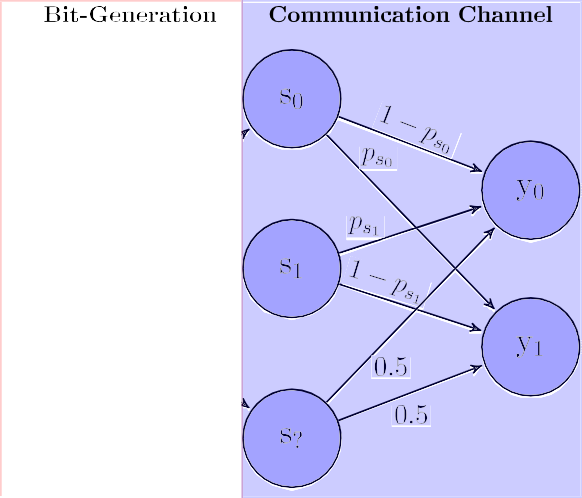 Bit-Generation
Communication Channel
s₀
1 − pₛ₀
pₛ₀
y₀
pₛ₁
s₁
1 − pₛ₁
y₁
0.5
0.5
s?